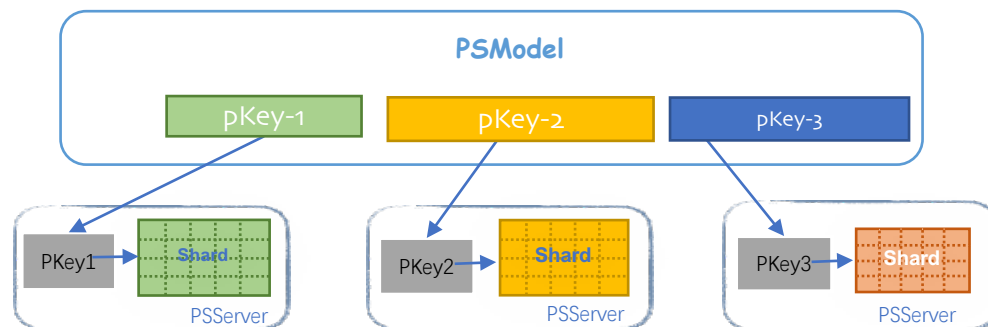 PSModel
pKey-1
pKey-2
pKey-3
PKey1
Shard
PSServer
PKey2
Shard
PSServer
PKey3
Shard
PSServer